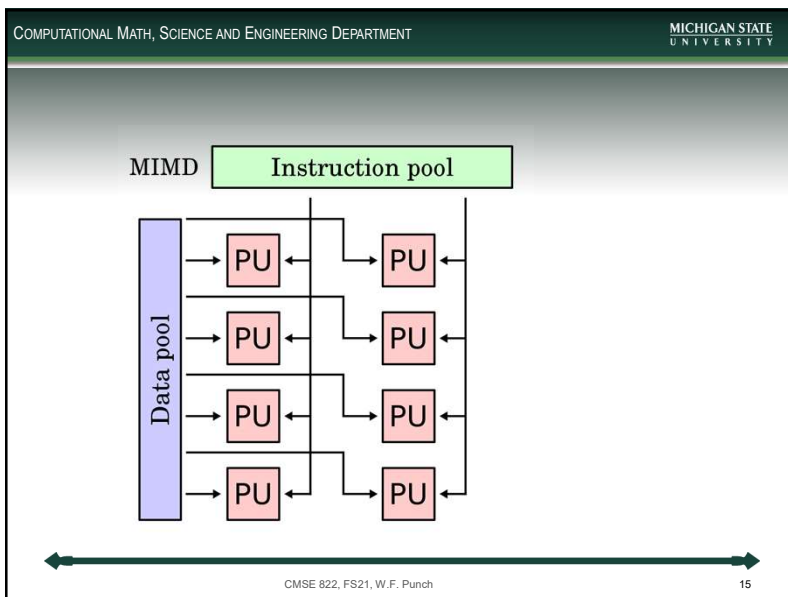 COMPUTATIONAL MATH, SCIENCE AND ENGINEERING DEPARTMENT
MICHIGAN STATE
UNIVERSITY
MIMD
Instruction pool
Data pool
PU
PU
PU
PU
PU
PU
PU
PU
CMSE 822, FS21, W.F. Punch
15